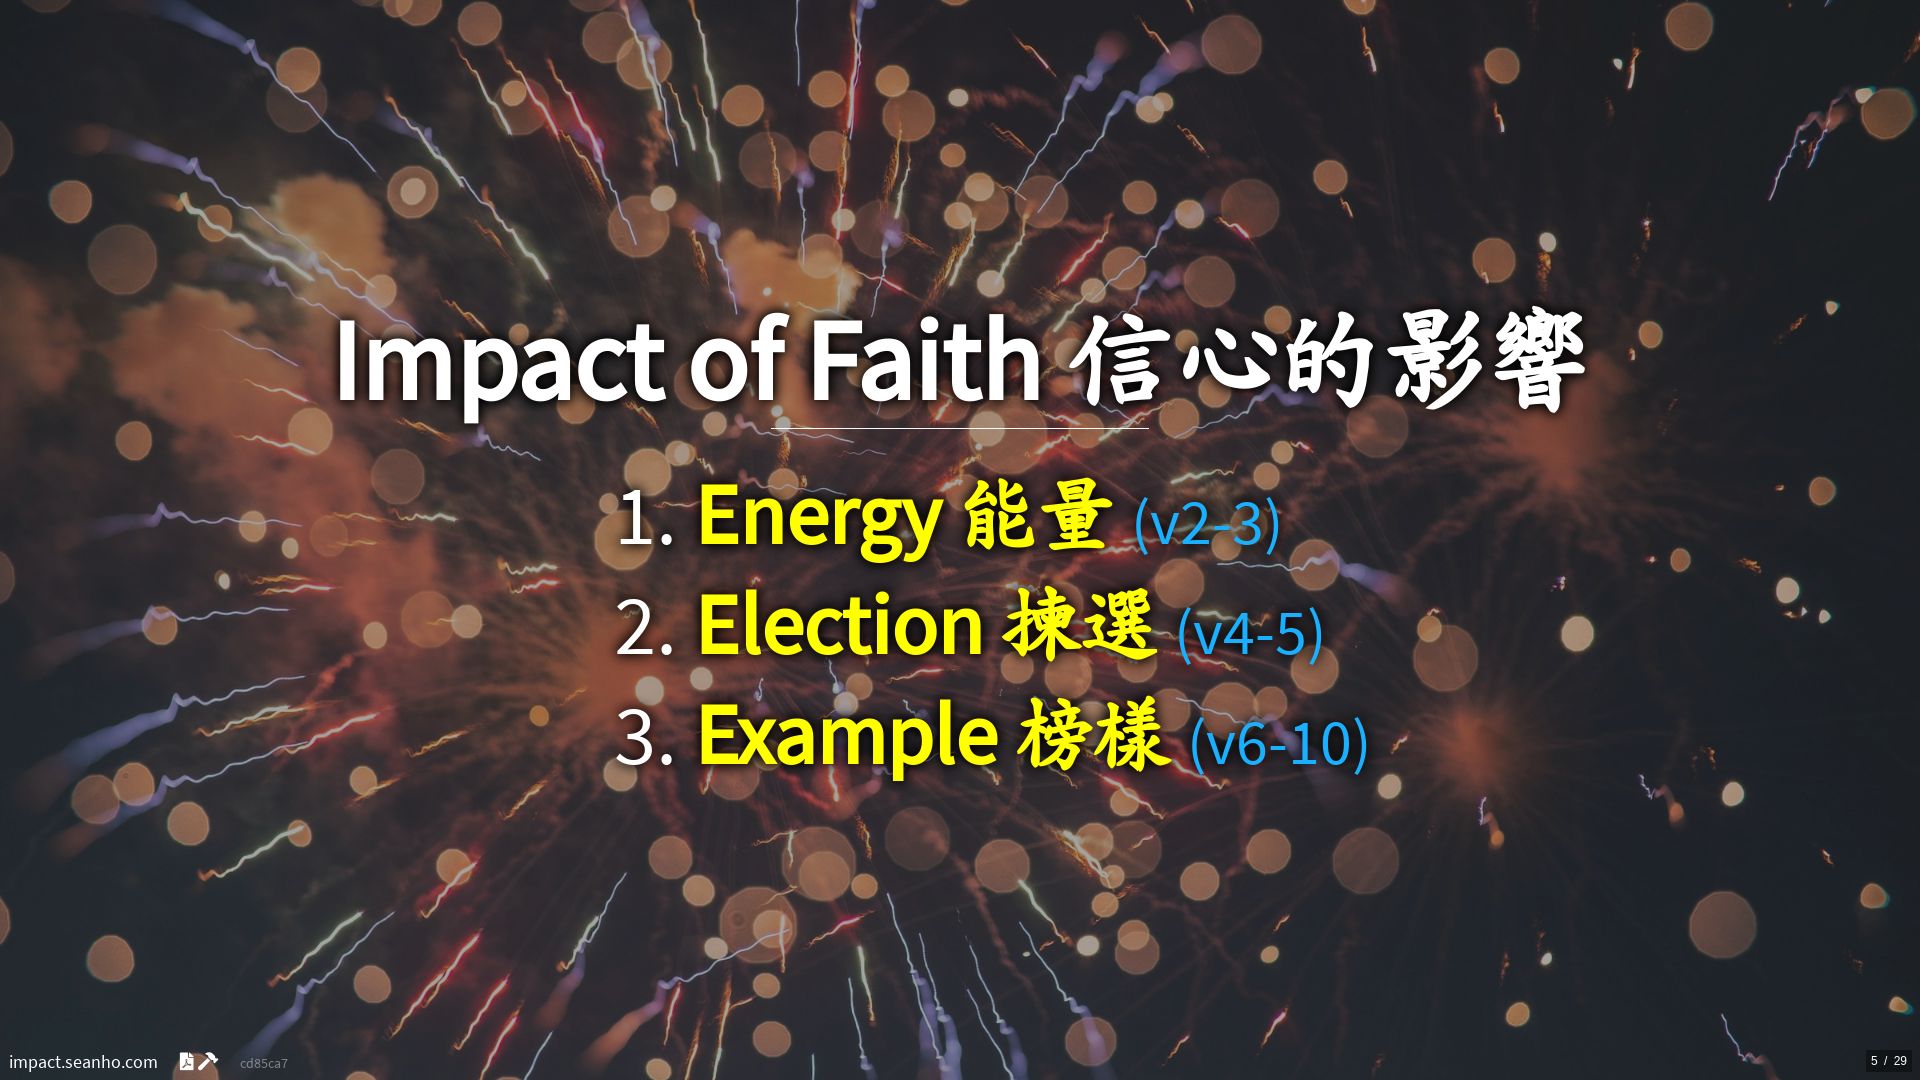 Impact of Faith 信心的影響
1. Energy 能量 (v2-3)
2. Election 揀選 (v4-5)
3. Example 榜樣 (v6-10)
impact.seanho.com cd85ca7
5 / 29